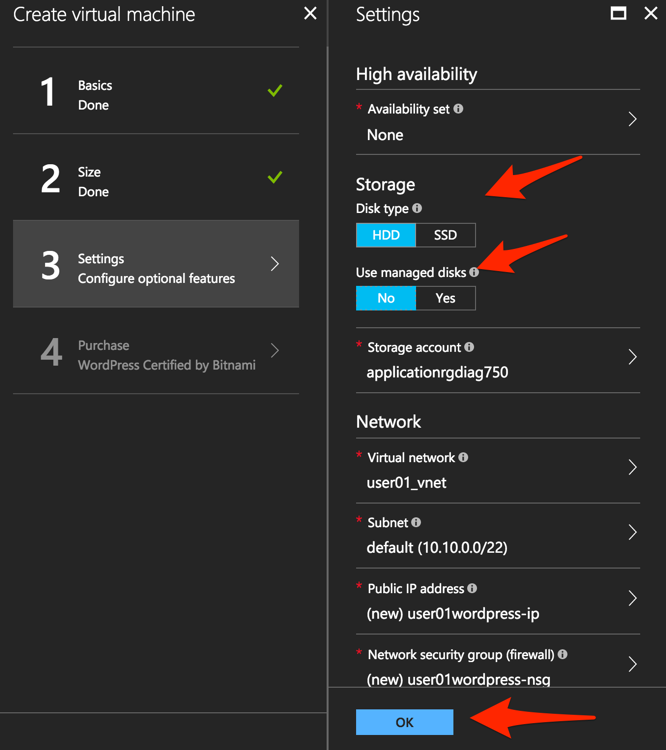 Create virtual machine
1
Basics
Done
2
Size
Done
3
Settings
Configure optional features
4
Purchase
WordPress Certified by Bitnami
Settings
High availability
* Availability set
None
Storage
Disk type
HDD SSD
Use managed disks
No Yes
* Storage account
applicationrgdiag750
Network
* Virtual network
user01_vnet
* Subnet
default (10.10.0.0/22)
* Public IP address
(new) user01wordpress-ip
* Network security group (firewall)
(new) user01wordpress-nsg
OK